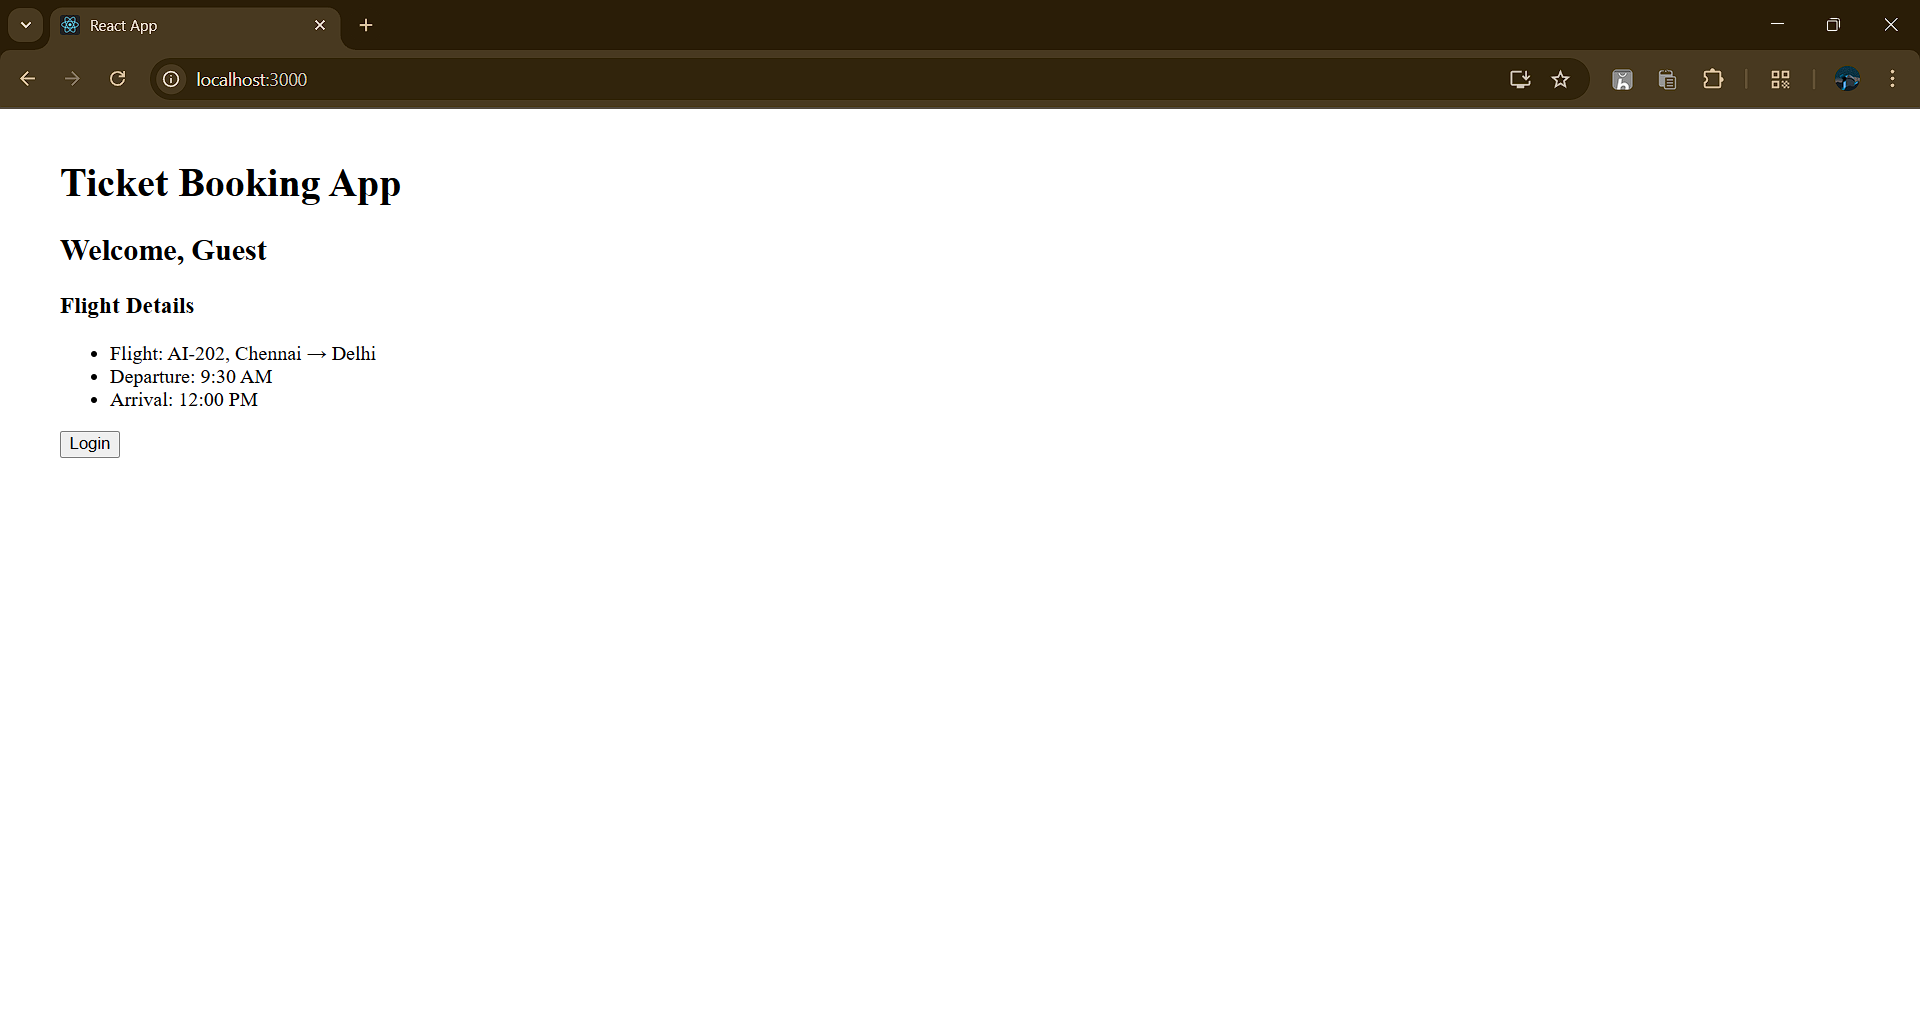 React App
localhost:3000
Ticket Booking App
Welcome, Guest
Flight Details
• Flight: AI-202, Chennai → Delhi
• Departure: 9:30 AM
• Arrival: 12:00 PM
Login